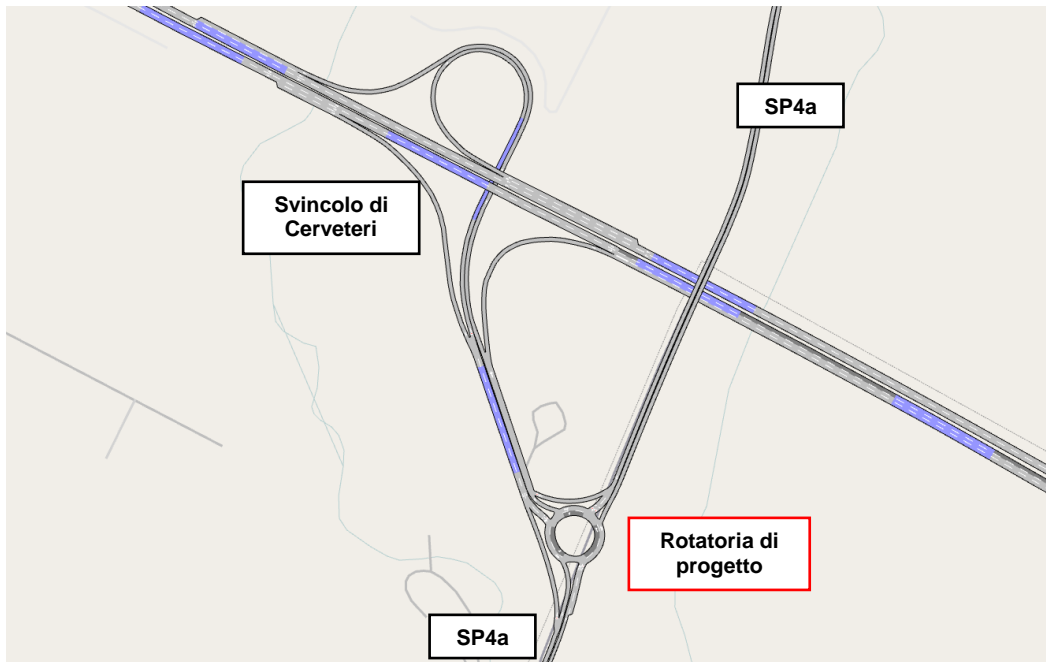 SP4a
Svincolo di
Cerveteri
Rotatoria di
progetto
SP4a